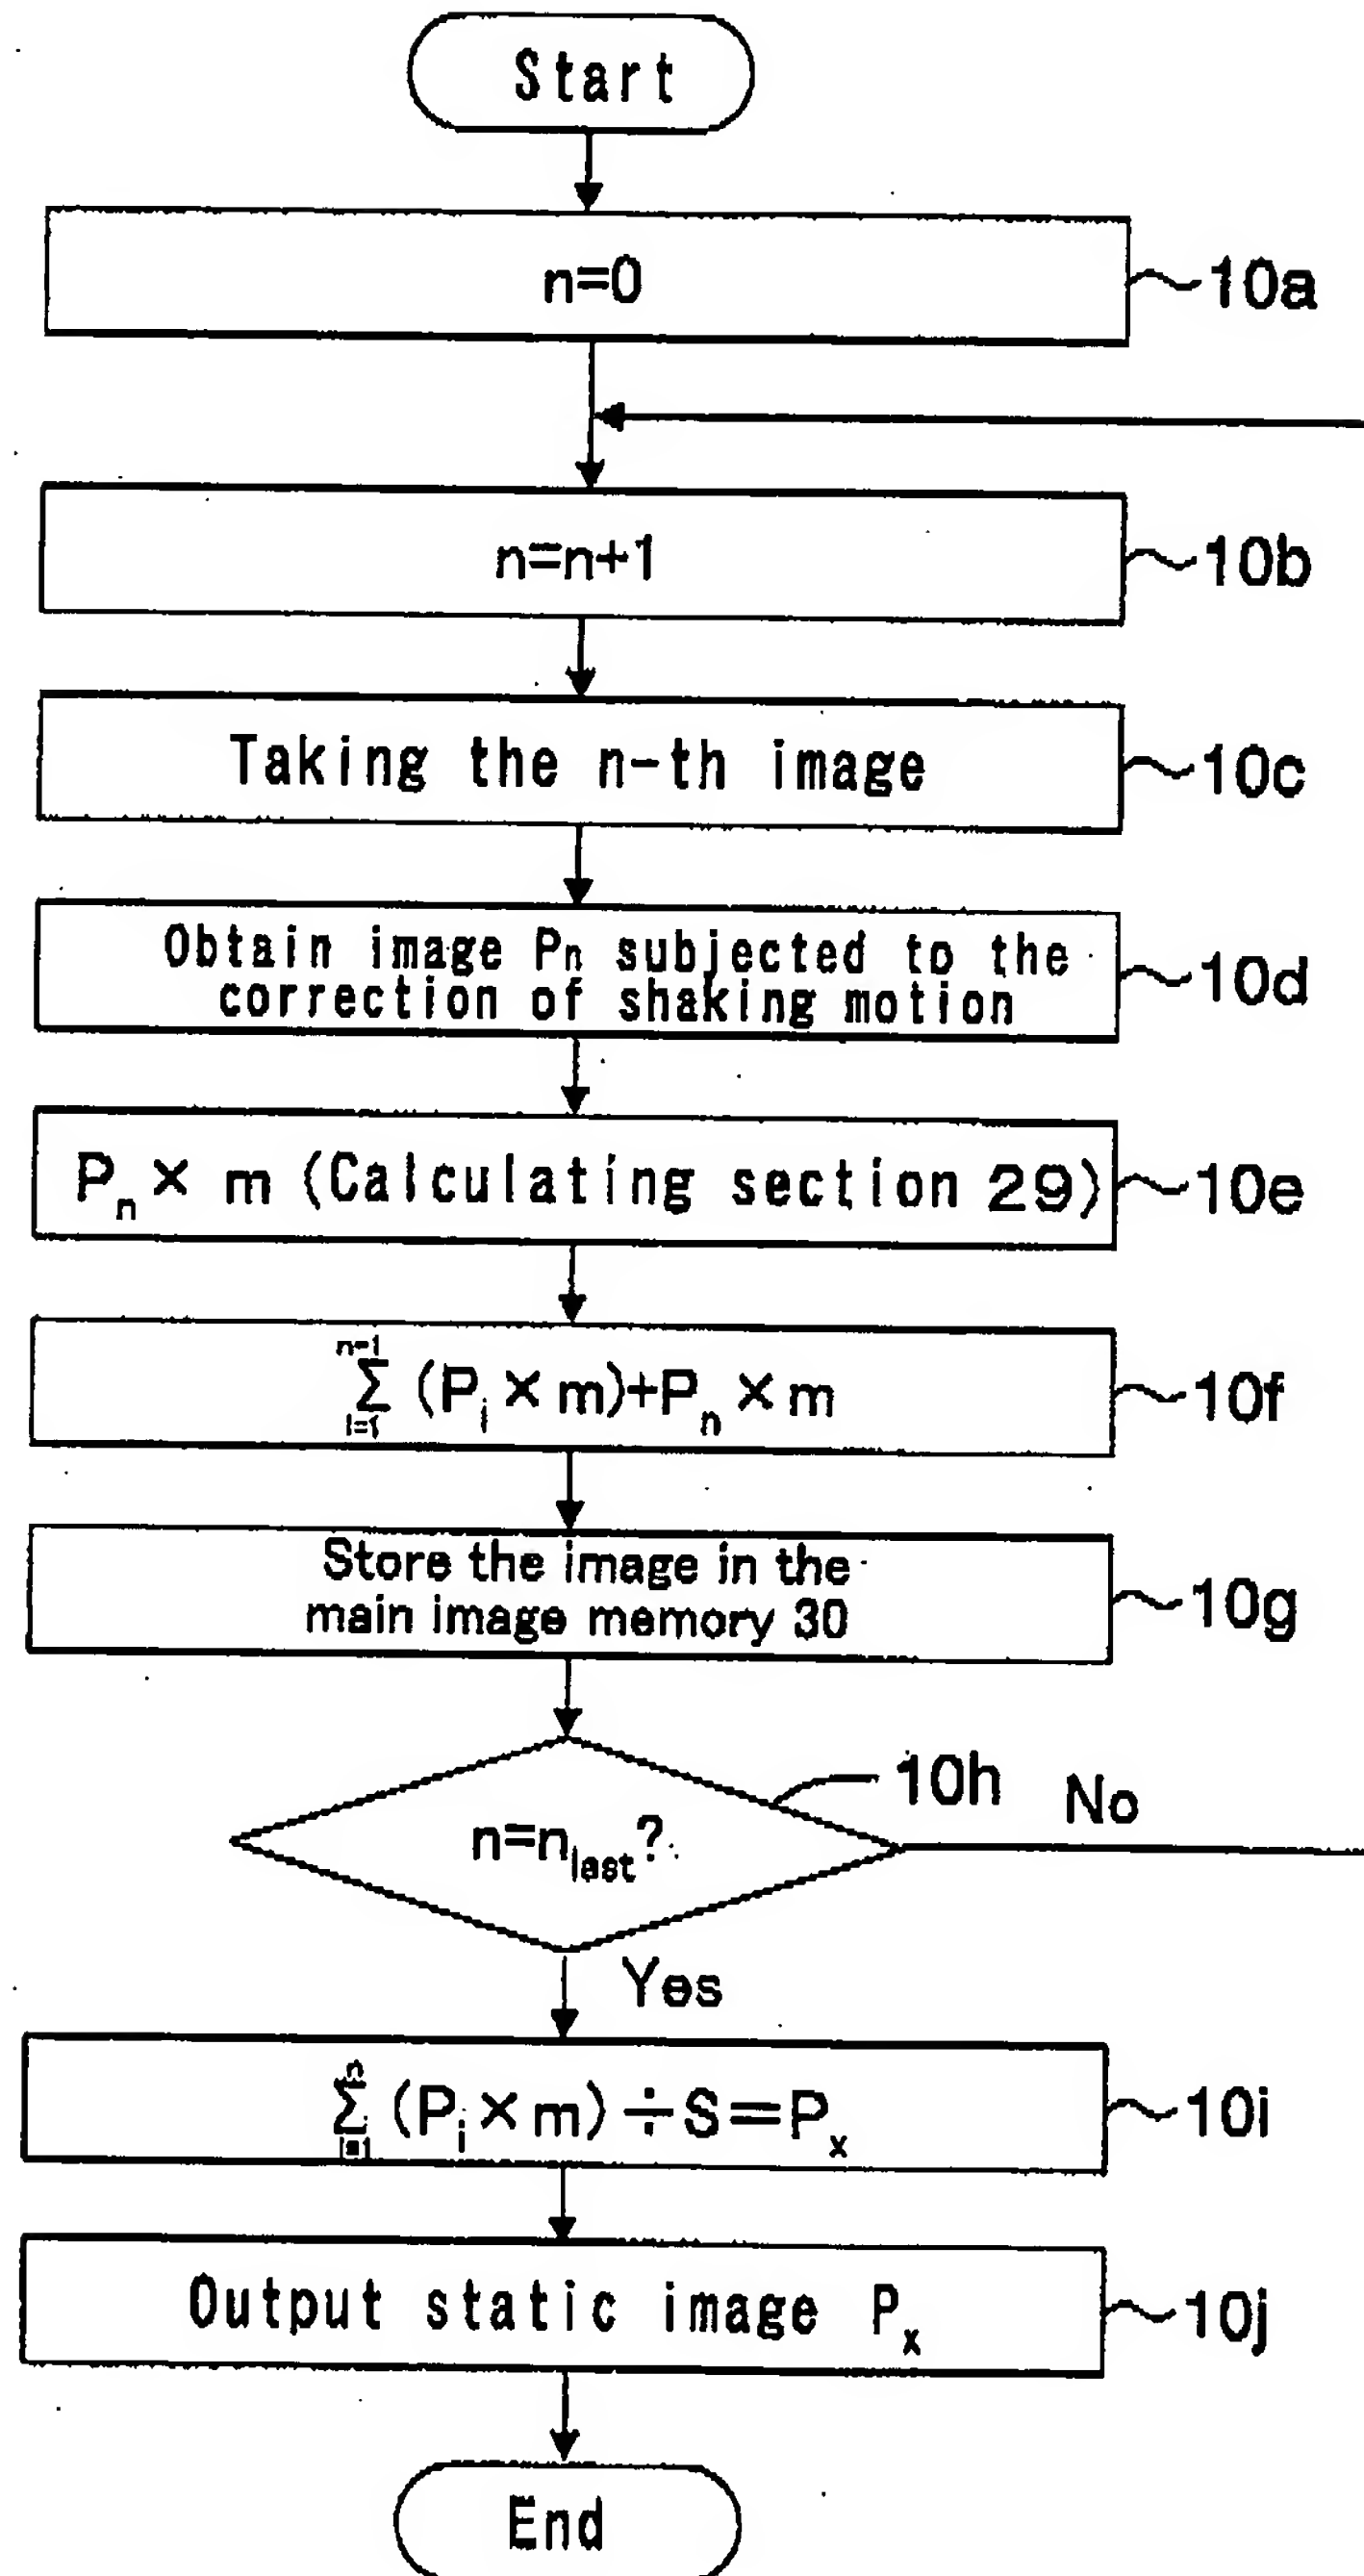 Start
n=0
10a
n=n+1
10b
Taking the n-th image
10c
Obtain image Pn subjected to the
correction of shaking motion
10d
Pn × m (Calculating section 29)
10e
n-1
Σ (Pi × m)+Pn × m
i=1
10f
Store the image in the
main image memory 30
10g
10h
No
n=nlast?
Yes
n
Σ (Pi × m) ÷ S = Px
i=1
10i
Output static image Px
10j
End